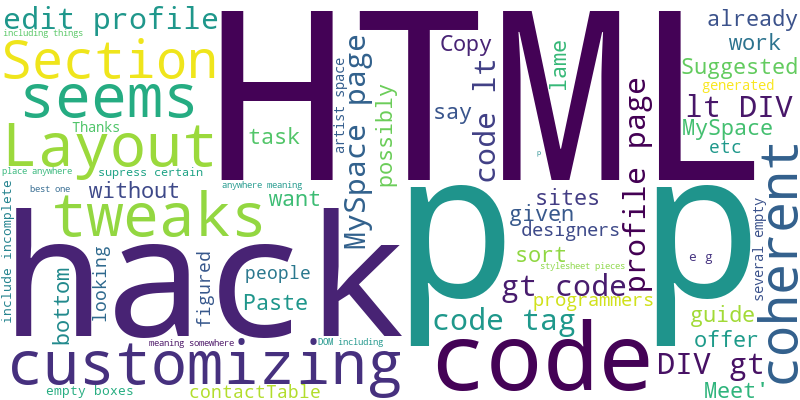 edit profile
including things
Section
seems
Layout
Thanks
task
place anywhere
supress certain
best one
without
anywhere meaning
want
tweaks
include incomplete
hack
bottom
looking
figured
people
Paste
meaning somewhere
DOM including
customizing
empty boxes
contactTable
HTML
artist space
MySpace page
possibly
Copy
say
code lt
lame
p
sites
given
designers
sort
stylesheet pieces
gt code
programmers
code tag
code
profile page
p p
e g
already
work
Suggested
generated
lt DIV
MySpace
etc
several empty
coherent
guide
offer
DIV gt
Meet'